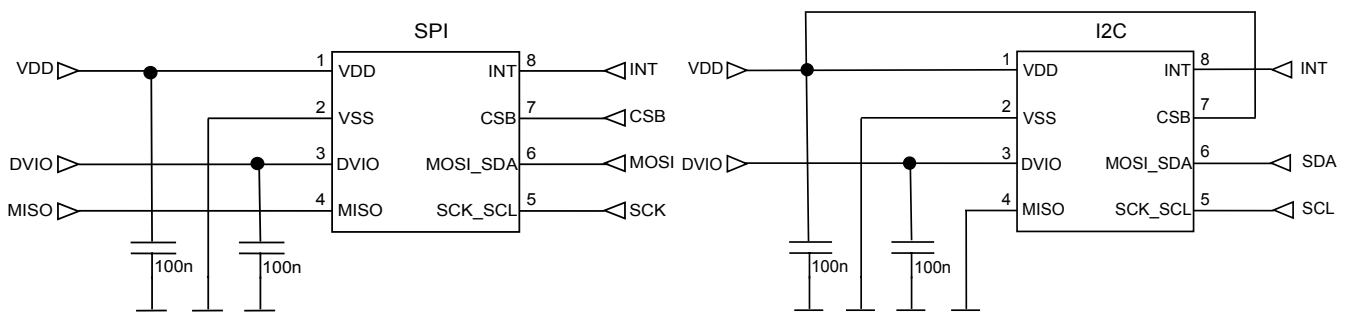 SPI
VDD
1
VDD
INT
8
INT
2
VSS
CSB
7
CSB
DVIO
3
DVIO
MOSI_SDA
6
MOSI
MISO
4
MISO
SCK_SCL
5
SCK
100n
100n
I2C
VDD
1
VDD
INT
8
INT
2
VSS
CSB
7
DVIO
3
DVIO
MOSI_SDA
6
SDA
4
MISO
SCK_SCL
5
SCL
100n
100n